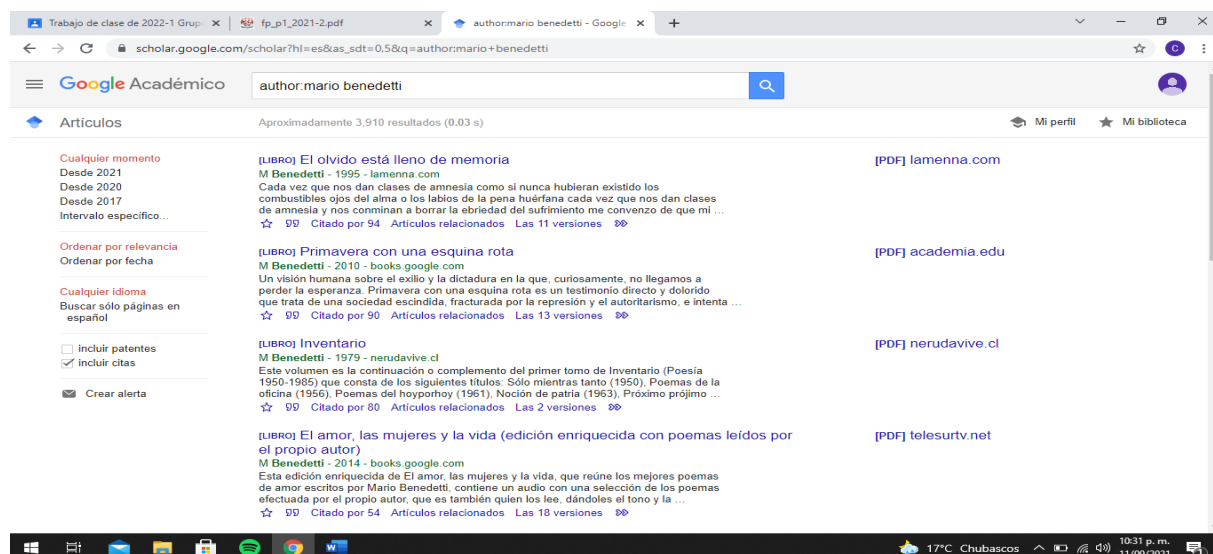 Trabajo de clase de 2022-1 Grup
fp_p1_2021-2.pdf
author:mario benedetti - Google
scholar.google.com/scholar?hl=es&as_sdt=0,5&q=author:mario+benedetti
C
Google Académico
author:mario benedetti
Artículos
Aproximadamente 3,910 resultados (0.03 s)
Mi perfil
Mi biblioteca
Cualquier momento
Desde 2021
Desde 2020
Desde 2017
Intervalo específico...
Ordenar por relevancia
Ordenar por fecha
Cualquier idioma
Buscar sólo páginas en
español
incluir patentes
incluir citas
Crear alerta
[LIBRO] El olvido está lleno de memoria
M Benedetti - 1995 - lamenna.com
Cada vez que nos dan clases de amnesia como si nunca hubieran existido los
combustibles ojos del alma o los labios de la pena huérfana cada vez que nos dan clases
de amnesia y nos conminan a borrar la ebriedad del sufrimiento me convenzo de que mi ...
Citado por 94 Artículos relacionados Las 11 versiones
[PDF] lamenna.com
[LIBRO] Primavera con una esquina rota
M Benedetti - 2010 - books.google.com
Un visión humana sobre el exilio y la dictadura en la que, curiosamente, no llegamos a
perder la esperanza. Primavera con una esquina rota es un testimonio directo y dolorido
que trata de una sociedad escindida, fracturada por la represión y el autoritarismo, e intenta ...
Citado por 90 Artículos relacionados Las 13 versiones
[PDF] academia.edu
[LIBRO] Inventario
M Benedetti - 1979 - nerudavive.cl
Este volumen es la continuación o complemento del primer tomo de Inventario (Poesía
1950-1985) que consta de los siguientes títulos: Sólo mientras tanto (1950), Poemas de la
oficina (1956), Poemas del hoyporhoy (1961), Noción de patria (1963), Próximo prójimo ...
Citado por 80 Artículos relacionados Las 2 versiones
[PDF] nerudavive.cl
[LIBRO] El amor, las mujeres y la vida (edición enriquecida con poemas leídos por
el propio autor)
M Benedetti - 2014 - books.google.com
Esta edición enriquecida de El amor, las mujeres y la vida, que reúne los mejores poemas
de amor escritos por Mario Benedetti, contiene un audio con una selección de los poemas
efectuada por el propio autor, que es también quien los lee, dándoles el tono y la ...
Citado por 54 Artículos relacionados Las 18 versiones
[PDF] telesurtv.net
17°C Chubascos
10:31 p. m.
11/09/2021